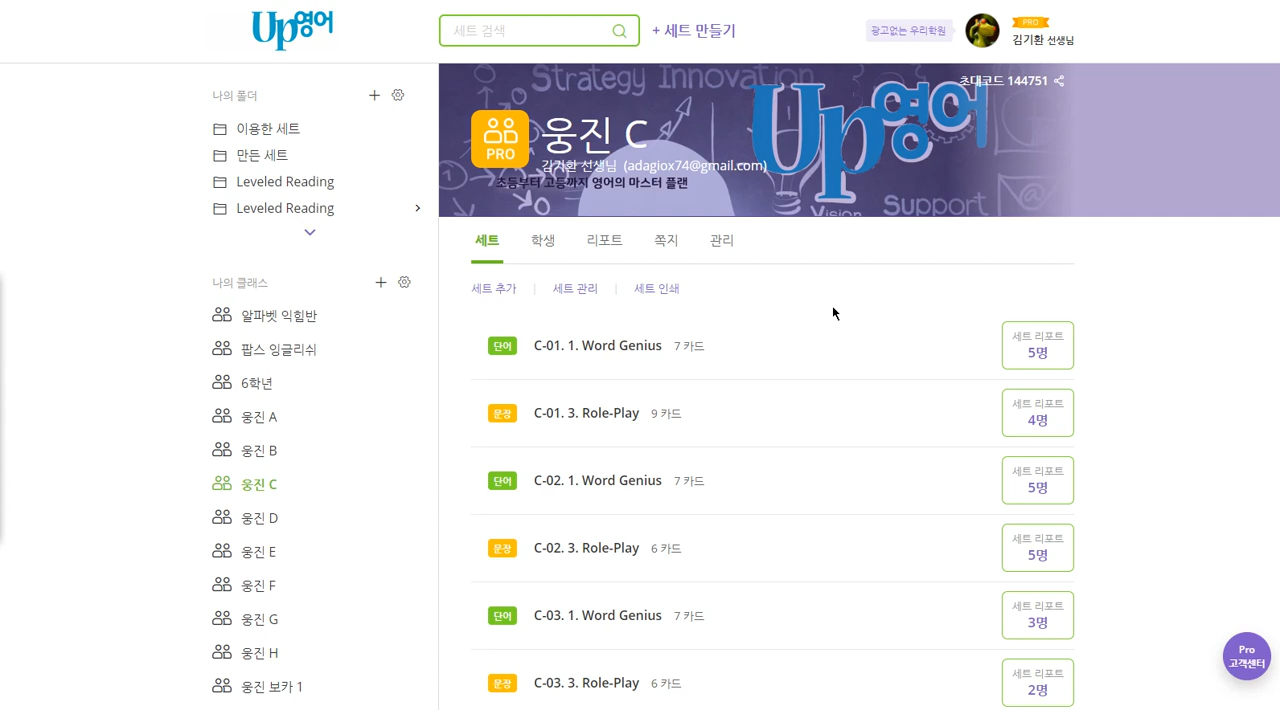 Up영어
세트 검색
+ 세트 만들기
광고없는 우리학원
PRO
김기환 선생님
나의 폴더
이용한 세트
만든 세트
Leveled Reading
Leveled Reading
나의 클래스
알파벳 익힘반
팝스 잉글리쉬
6학년
웅진 A
웅진 B
웅진 C
웅진 D
웅진 E
웅진 F
웅진 G
웅진 H
웅진 보카 1
Strategy Innovation
초대코드 144751
PRO
웅진 C
김기환 선생님 (adagiox74@gmail.com)
초등부터 고등까지 영어의 마스터 플랜
Up영어
Vision
Support
세트
학생
리포트
쪽지
관리
세트 추가
세트 관리
세트 인쇄
단어 C-01. 1. Word Genius 7 카드
세트 리포트
5명
문장 C-01. 3. Role-Play 9 카드
세트 리포트
4명
단어 C-02. 1. Word Genius 7 카드
세트 리포트
5명
문장 C-02. 3. Role-Play 6 카드
세트 리포트
5명
단어 C-03. 1. Word Genius 7 카드
세트 리포트
3명
문장 C-03. 3. Role-Play 6 카드
세트 리포트
2명
Pro
고객센터